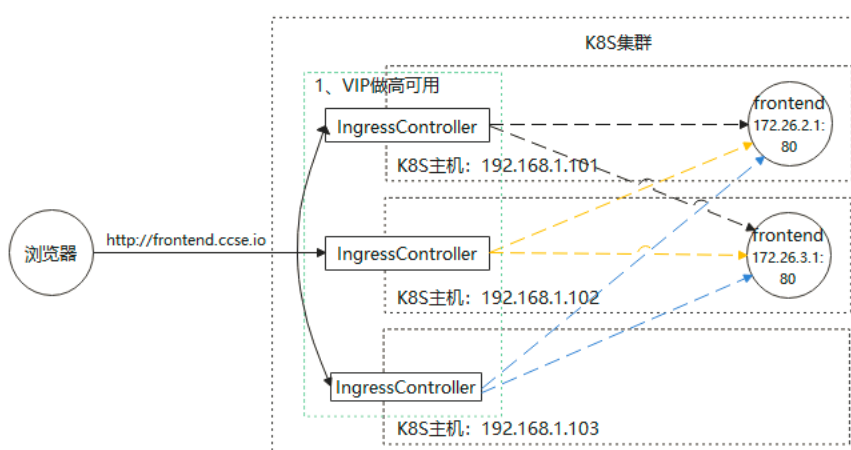 K8S集群
1、VIP做高可用
IngressController
K8S主机：192.168.1.101
frontend
172.26.2.1:
80
浏览器
http://frontend.ccse.io
IngressController
K8S主机：192.168.1.102
frontend
172.26.3.1:
80
IngressController
K8S主机：192.168.1.103